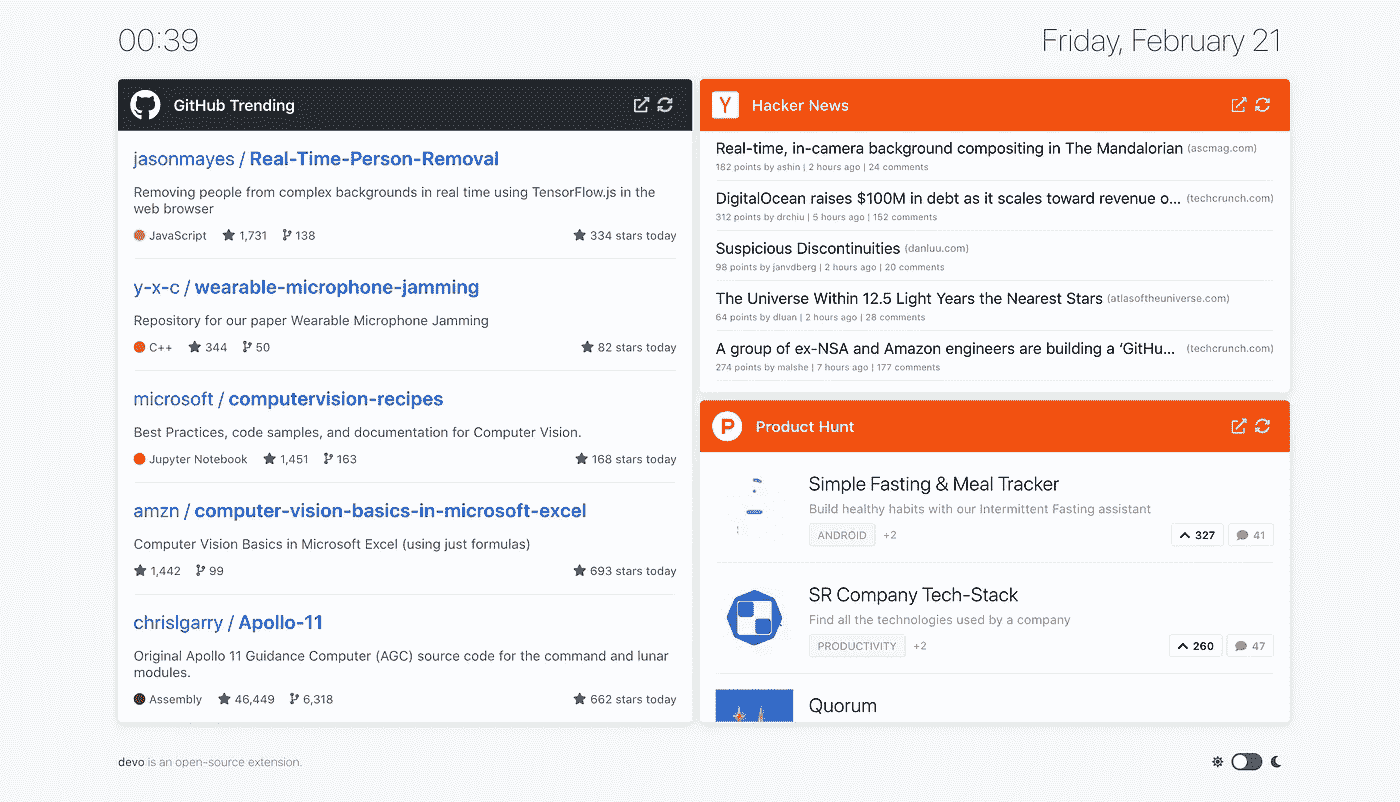 00:39
Friday, February 21
GitHub Trending
jasonmayes / Real-Time-Person-Removal
Removing people from complex backgrounds in real time using TensorFlow.js in the
web browser
JavaScript 1,731 138 334 stars today
y-x-c / wearable-microphone-jamming
Repository for our paper Wearable Microphone Jamming
C++ 344 50 82 stars today
microsoft / computervision-recipes
Best Practices, code samples, and documentation for Computer Vision.
Jupyter Notebook 1,451 163 168 stars today
amzn / computer-vision-basics-in-microsoft-excel
Computer Vision Basics in Microsoft Excel (using just formulas)
1,442 99 693 stars today
chrislgarry / Apollo-11
Original Apollo 11 Guidance Computer (AGC) source code for the command and lunar
modules.
Assembly 46,449 6,318 662 stars today
Y Hacker News
Real-time, in-camera background compositing in The Mandalorian (ascmag.com)
182 points by ashin | 2 hours ago | 24 comments
DigitalOcean raises $100M in debt as it scales toward revenue o... (techcrunch.com)
312 points by drchiu | 5 hours ago | 152 comments
Suspicious Discontinuities (danluu.com)
98 points by janvdberg | 2 hours ago | 20 comments
The Universe Within 12.5 Light Years the Nearest Stars (atlasoftheuniverse.com)
64 points by dluan | 2 hours ago | 28 comments
A group of ex-NSA and Amazon engineers are building a ‘GitHu... (techcrunch.com)
274 points by malshe | 7 hours ago | 177 comments
P Product Hunt
Simple Fasting & Meal Tracker
Build healthy habits with our Intermittent Fasting assistant
ANDROID +2 327 41
SR Company Tech-Stack
Find all the technologies used by a company
PRODUCTIVITY +2 260 47
Quorum
devo is an open-source extension.